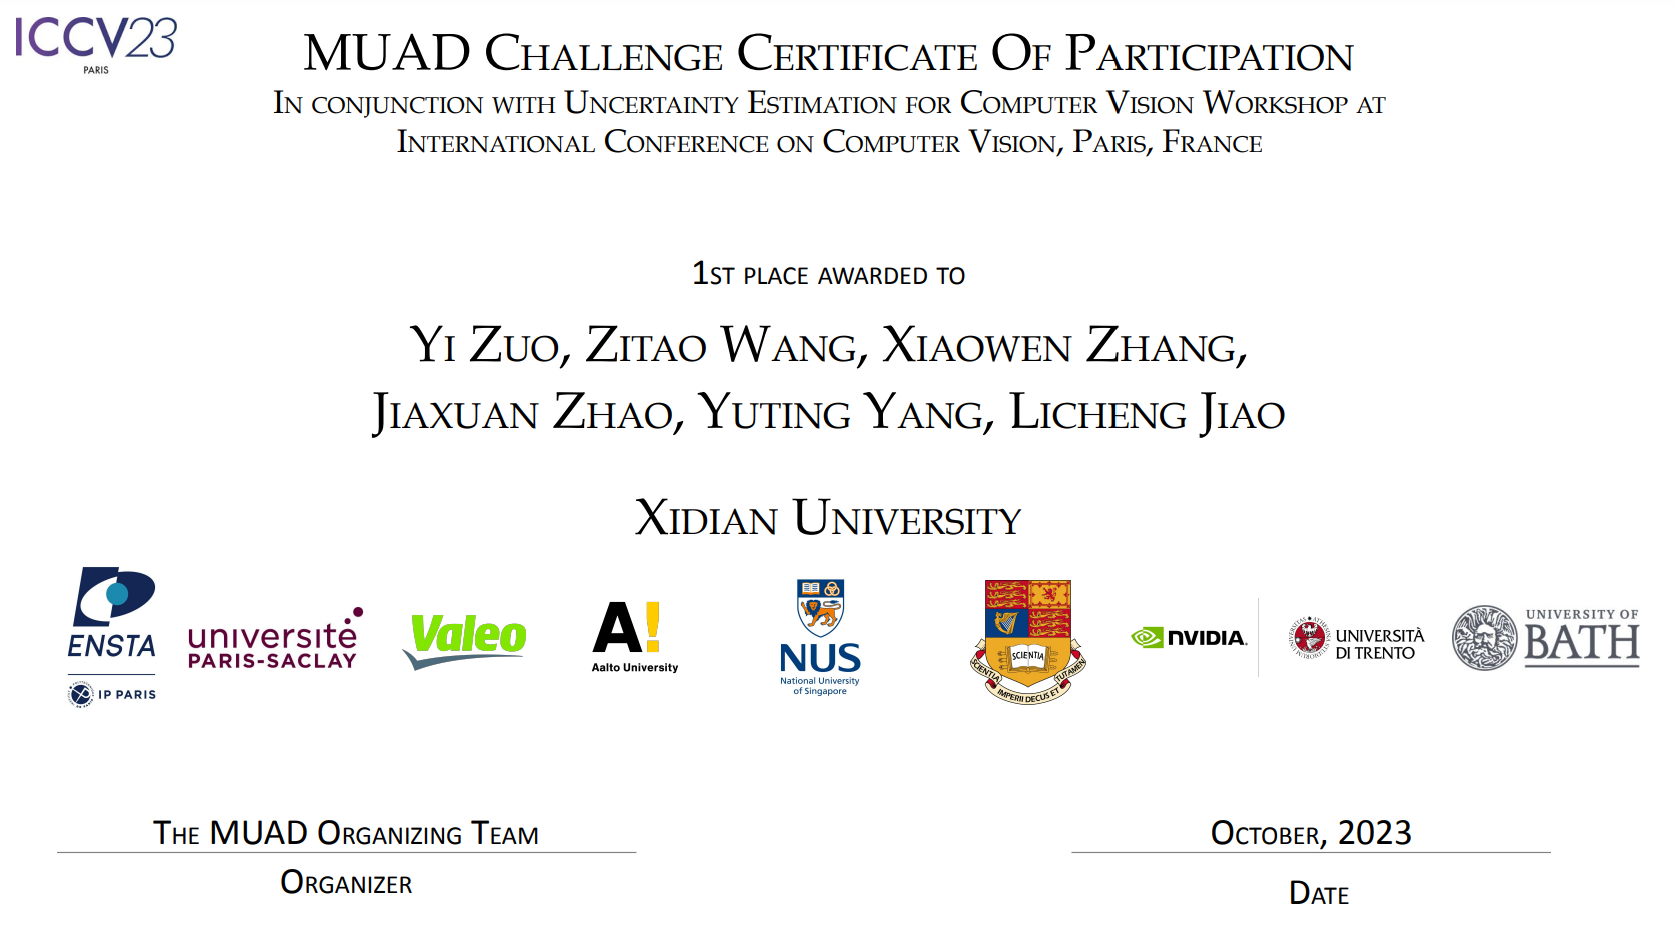 ICCV23
PARIS
MUAD CHALLENGE CERTIFICATE OF PARTICIPATION
IN CONJUNCTION WITH UNCERTAINTY ESTIMATION FOR COMPUTER VISION WORKSHOP AT
INTERNATIONAL CONFERENCE ON COMPUTER VISION, PARIS, FRANCE
1ST PLACE AWARDED TO
YI ZUO, ZITAO WANG, XIAOWEN ZHANG,
JIAXUAN ZHAO, YUTING YANG, LICHENG JIAO
XIDIAN UNIVERSITY
ENSTA
IP PARIS
université
PARIS-SACLAY
Valeo
A!
Aalto University
NUS
National University
of Singapore
SCIENTIA
SCIENTIA IMPERII DECUS ET TUTAMEN
NVIDIA.
UNIVERSITÀ
DI TRENTO
UNIVERSITY OF
BATH
THE MUAD ORGANIZING TEAM
ORGANIZER
OCTOBER, 2023
DATE